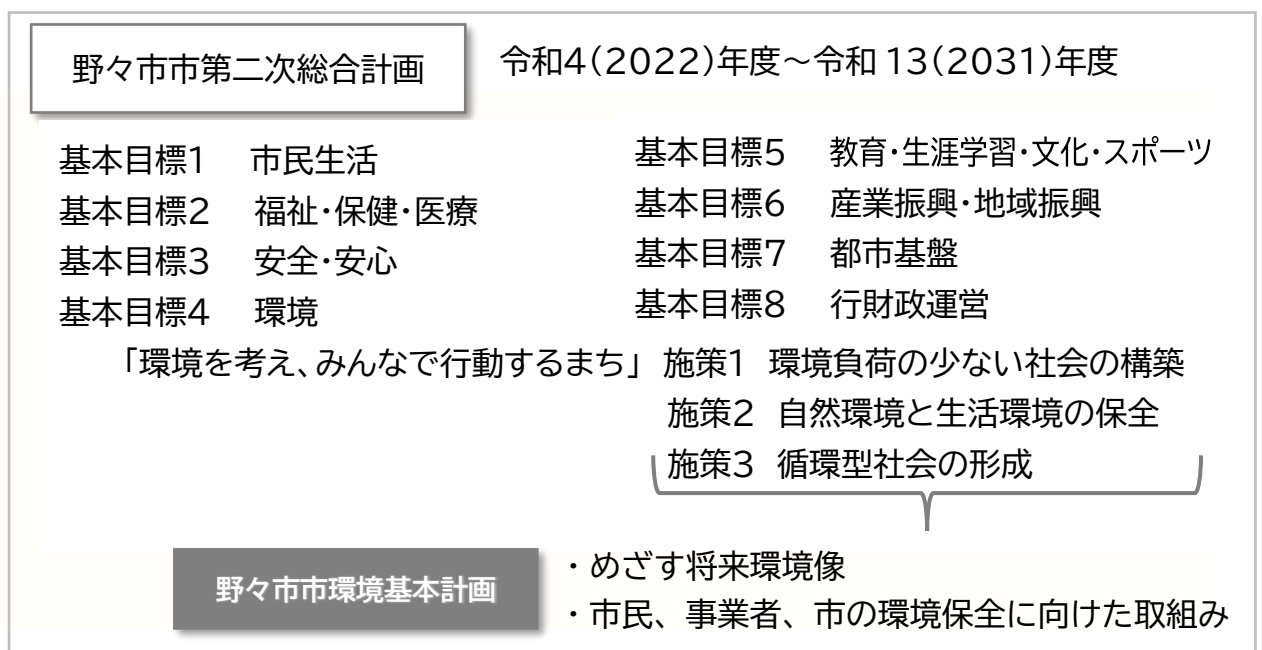 野々市市第二次総合計画
令和4(2022)年度～令和13(2031)年度
基本目標1 市民生活
基本目標2 福祉・保健・医療
基本目標3 安全・安心
基本目標4 環境
基本目標5 教育・生涯学習・文化・スポーツ
基本目標6 産業振興・地域振興
基本目標7 都市基盤
基本目標8 行財政運営
「環境を考え、みんなで行動するまち」 施策1 環境負荷の少ない社会の構築
施策2 自然環境と生活環境の保全
施策3 循環型社会の形成
野々市市環境基本計画
・めざす将来環境像
・市民、事業者、市の環境保全に向けた取組み